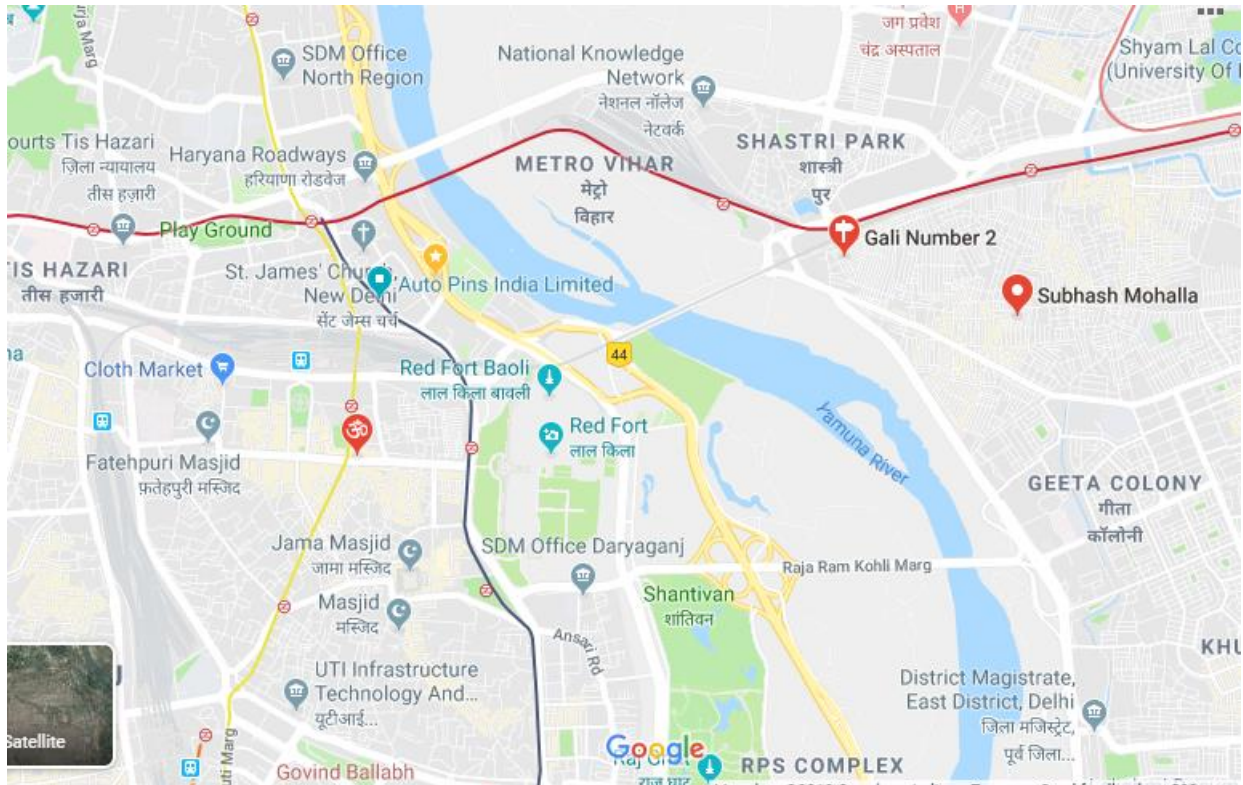 जग प्रवेश
चंद्र अस्पताल
SDM Office
North Region
National Knowledge
Network
नेशनल नॉलेज
नेटवर्क
Shyam Lal Co
(University Of
SHASTRI PARK
शास्त्री
पुर
ourts Tis Hazari
ज़िला न्यायालय
तीस हज़ारी
Haryana Roadways
हरियाणा रोडवेज
METRO VIHAR
मेट्रो
विहार
Play Ground
Gali Number 2
TIS HAZARI
तीस हजारी
St. James' Church,
New Delhi
सेंट जेम्स चर्च
Auto Pins India Limited
Subhash Mohalla
44
Cloth Market
Red Fort Baoli
लाल किला बावली
Red Fort
लाल किला
Yamuna River
Fatehpuri Masjid
फ़तेहपुरी मस्जिद
GEETA COLONY
गीता
कॉलोनी
Jama Masjid
जामा मस्जिद
SDM Office Daryaganj
Raja Ram Kohli Marg
Masjid
मस्जिद
Shantivan
शांतिवन
Ansari Rd
KHU
UTI Infrastructure
Technology And...
यूटीआई...
District Magistrate,
East District, Delhi
जिला मजिस्ट्रेट,
पूर्व जिला...
Satellite
uti Marg
Google
Govind Ballabh
राज घाट
RPS COMPLEX